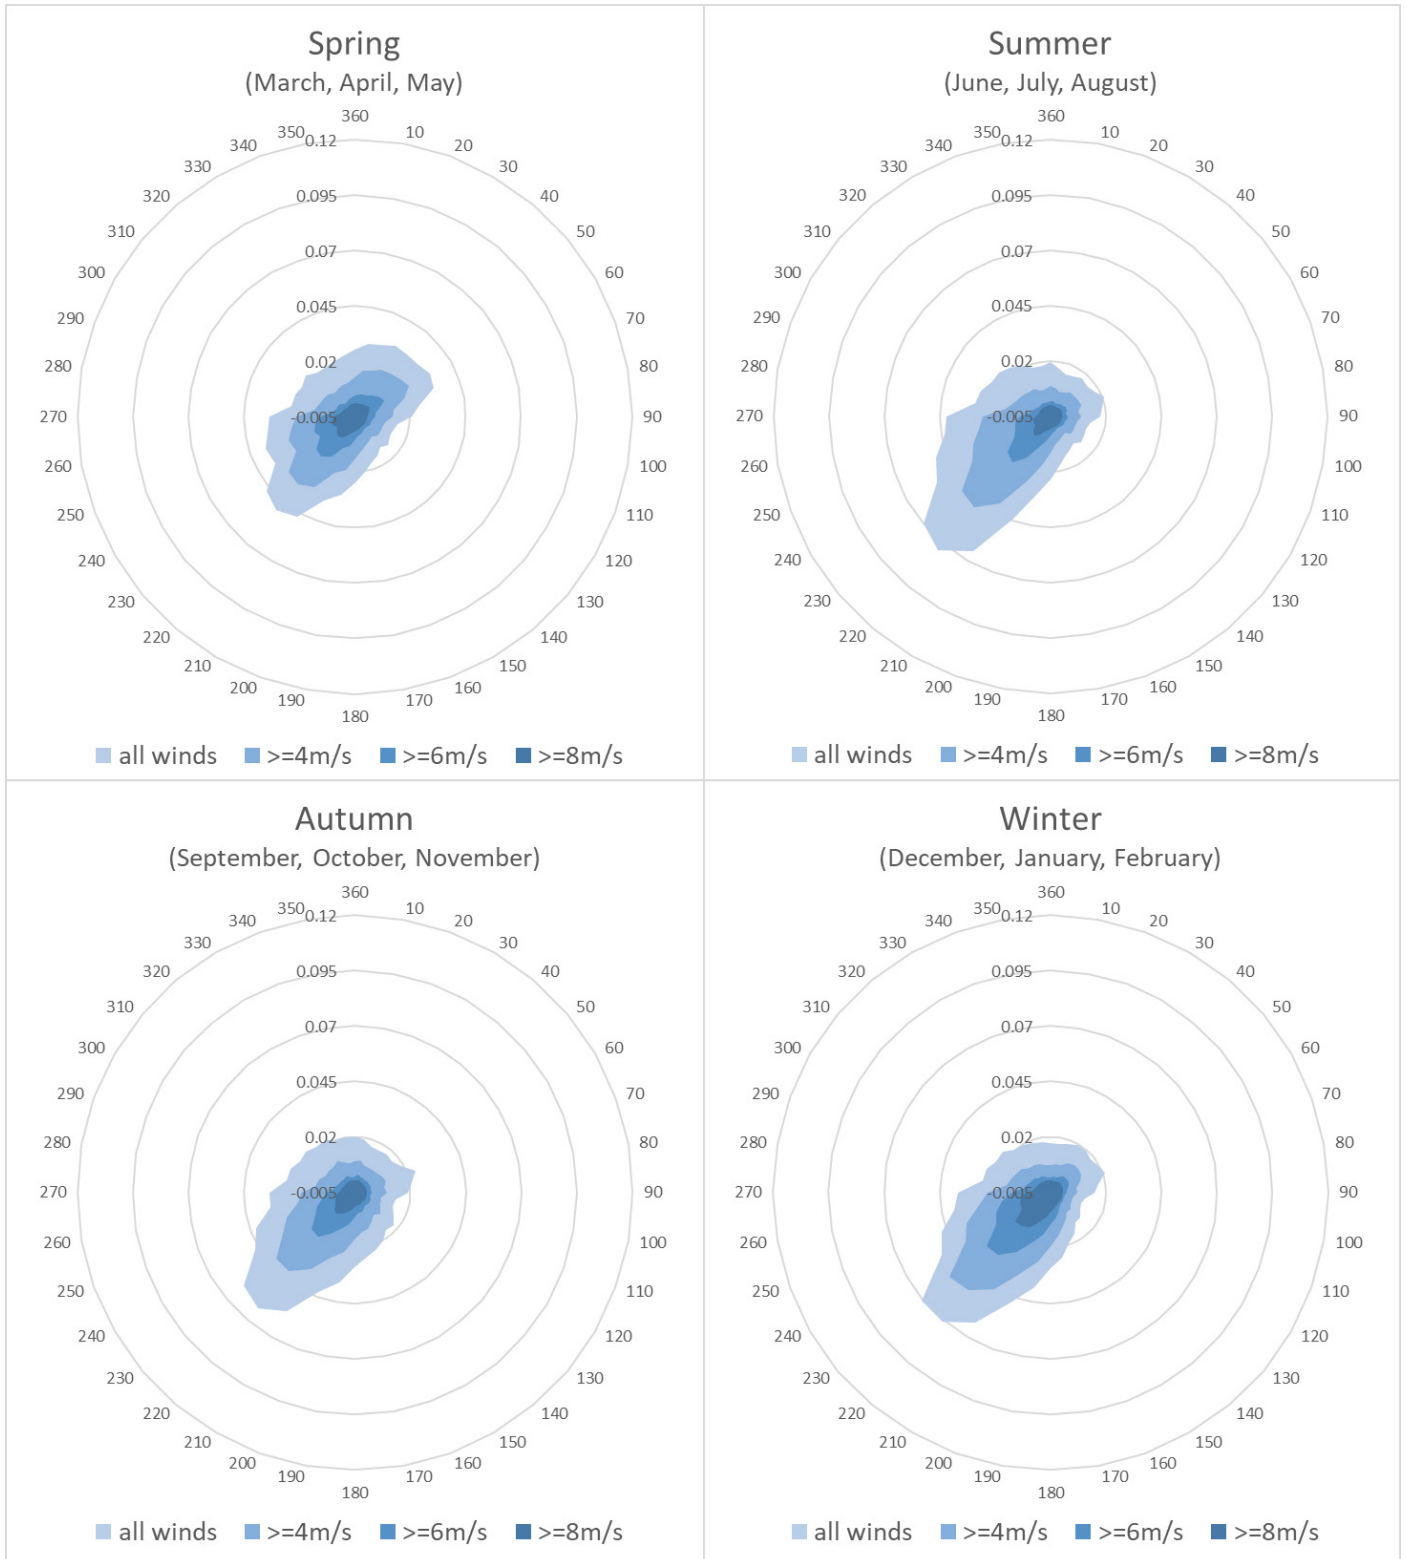 Spring
(March, April, May)
360
350 0.12 10
340 20
330 30
320 0.095 40
310 50
0.07
300 60
290 0.045 70
280 0.02 80
270 -0.005 90
260 100
250 110
240 120
230 130
220 140
210 150
200 160
190 170
180
all winds >=4m/s >=6m/s >=8m/s
Summer
(June, July, August)
360
350 0.12 10
340 20
330 30
320 0.095 40
310 50
0.07
300 60
290 0.045 70
280 0.02 80
270 -0.005 90
260 100
250 110
240 120
230 130
220 140
210 150
200 160
190 170
180
all winds >=4m/s >=6m/s >=8m/s
Autumn
(September, October, November)
360
350 0.12 10
340 20
330 30
320 0.095 40
310 50
0.07
300 60
290 0.045 70
280 0.02 80
270 -0.005 90
260 100
250 110
240 120
230 130
220 140
210 150
200 160
190 170
180
all winds >=4m/s >=6m/s >=8m/s
Winter
(December, January, February)
360
350 0.12 10
340 20
330 30
320 0.095 40
310 50
0.07
300 60
290 0.045 70
280 0.02 80
270 -0.005 90
260 100
250 110
240 120
230 130
220 140
210 150
200 160
190 170
180
all winds >=4m/s >=6m/s >=8m/s